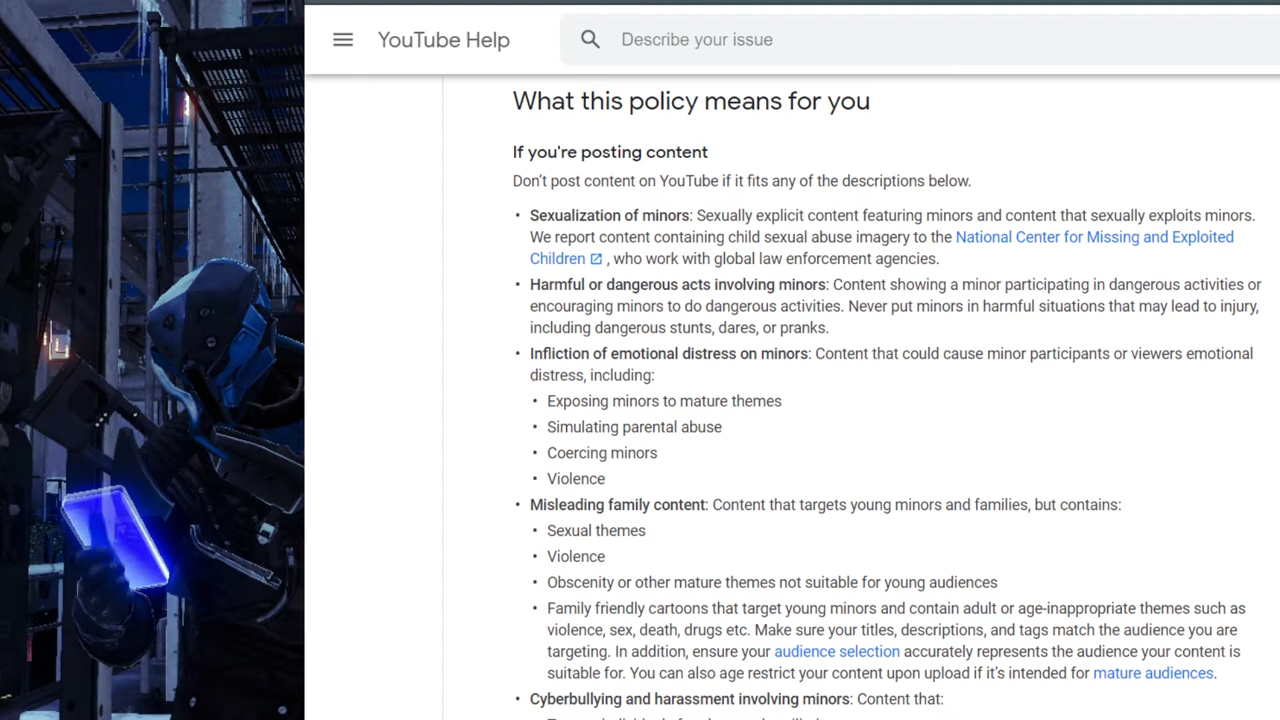 YouTube Help
Describe your issue
What this policy means for you
If you're posting content
Don't post content on YouTube if it fits any of the descriptions below.
• Sexualization of minors: Sexually explicit content featuring minors and content that sexually exploits minors.
We report content containing child sexual abuse imagery to the National Center for Missing and Exploited
Children , who work with global law enforcement agencies.
• Harmful or dangerous acts involving minors: Content showing a minor participating in dangerous activities or
encouraging minors to do dangerous activities. Never put minors in harmful situations that may lead to injury,
including dangerous stunts, dares, or pranks.
• Infliction of emotional distress on minors: Content that could cause minor participants or viewers emotional
distress, including:
• Exposing minors to mature themes
• Simulating parental abuse
• Coercing minors
• Violence
• Misleading family content: Content that targets young minors and families, but contains:
• Sexual themes
• Violence
• Obscenity or other mature themes not suitable for young audiences
• Family friendly cartoons that target young minors and contain adult or age-inappropriate themes such as
violence, sex, death, drugs etc. Make sure your titles, descriptions, and tags match the audience you are
targeting. In addition, ensure your audience selection accurately represents the audience your content is
suitable for. You can also age restrict your content upon upload if it's intended for mature audiences.
• Cyberbullying and harassment involving minors: Content that: